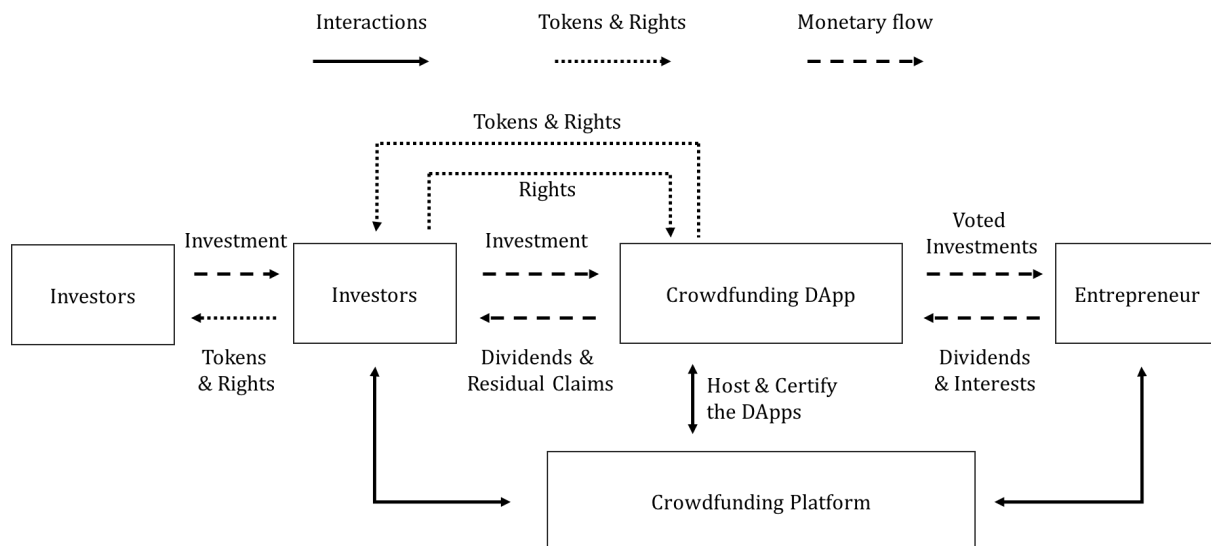 Interactions
Tokens & Rights
Monetary flow
Tokens & Rights
Rights
Investment
Investment
Voted
Investments
Investors
Investors
Crowdfunding DApp
Entrepreneur
Tokens
& Rights
Dividends &
Residual Claims
Host & Certify
the DApps
Dividends
& Interests
Crowdfunding Platform